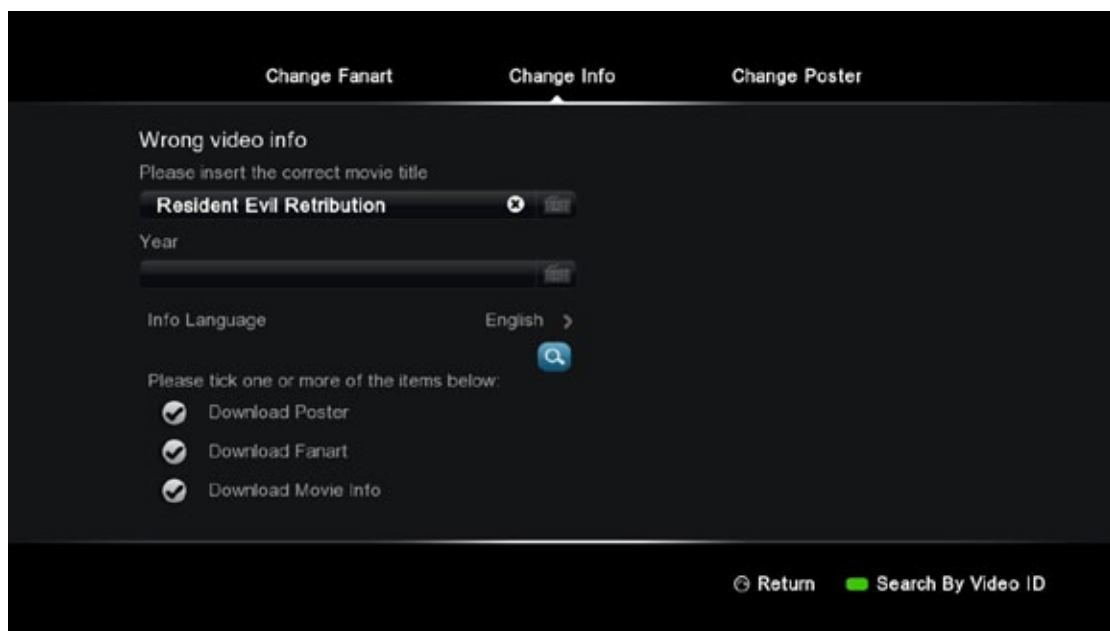 Change Fanart Change Info Change Poster
Wrong video info
Please insert the correct movie title
Resident Evil Retribution
Year
Info Language English
Please tick one or more of the items below:
Download Poster
Download Fanart
Download Movie Info
Return Search By Video ID